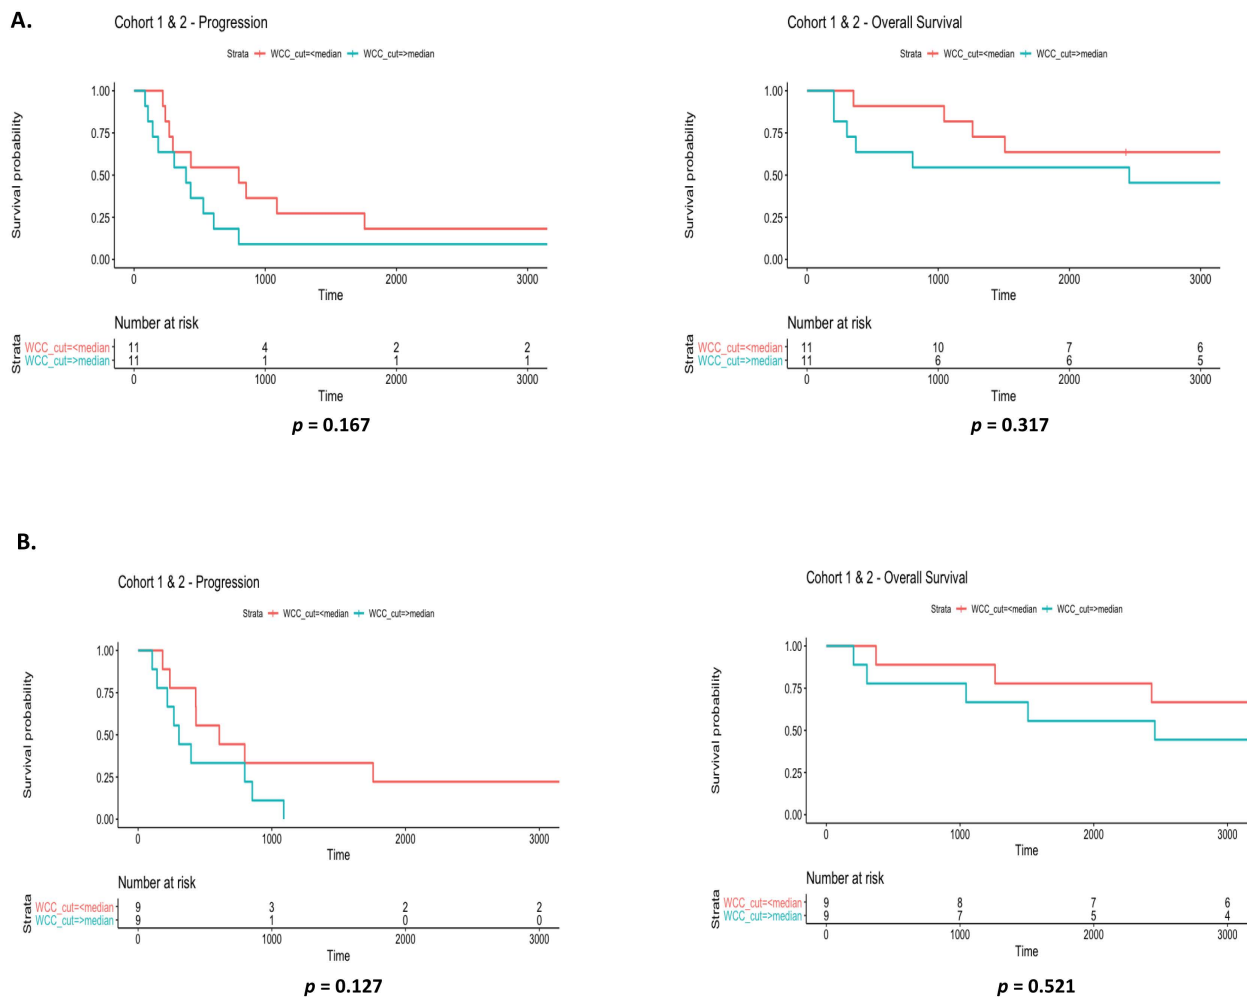 A.
Cohort 1 & 2 - Progression
Strata WCC_cut=<median WCC_cut=>median
Survival probability
1.00
0.75
0.50
0.25
0.00
0 1000 2000 3000
Time
Number at risk
Strata
WCC_cut=<median 11 4 2 2
WCC_cut=>median 11 1 1 1
0 1000 2000 3000
Time
p = 0.167
Cohort 1 & 2 - Overall Survival
Strata WCC_cut=<median WCC_cut=>median
Survival probability
1.00
0.75
0.50
0.25
0.00
0 1000 2000 3000
Time
Number at risk
Strata
WCC_cut=<median 11 10 7 6
WCC_cut=>median 11 6 6 5
0 1000 2000 3000
Time
p = 0.317
B.
Cohort 1 & 2 - Progression
Strata WCC_cut=<median WCC_cut=>median
Survival probability
1.00
0.75
0.50
0.25
0.00
0 1000 2000 3000
Time
Number at risk
Strata
WCC_cut=<median 9 3 2 2
WCC_cut=>median 9 1 0 0
0 1000 2000 3000
Time
p = 0.127
Cohort 1 & 2 - Overall Survival
Strata WCC_cut=<median WCC_cut=>median
Survival probability
1.00
0.75
0.50
0.25
0.00
0 1000 2000 3000
Time
Number at risk
Strata
WCC_cut=<median 9 8 7 6
WCC_cut=>median 9 7 5 4
0 1000 2000 3000
Time
p = 0.521